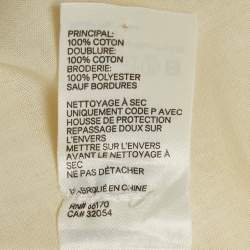 PRINCIPAL:
100% COTON
DOUBLURE:
100% COTON
BRODERIE:
100% POLYESTER
SAUF BORDURES
NETTOYAGE À SEC
UNIQUEMENT CODE P AVEC
HOUSSE DE PROTECTION
REPASSAGE DOUX SUR
L'ENVERS
METTRE SUR L'ENVERS
AVANT LE NETTOYAGE À
SEC
NE PAS DÉTACHER
FABRIQUÉ EN CHINE
RN# 66170
CA# 32054